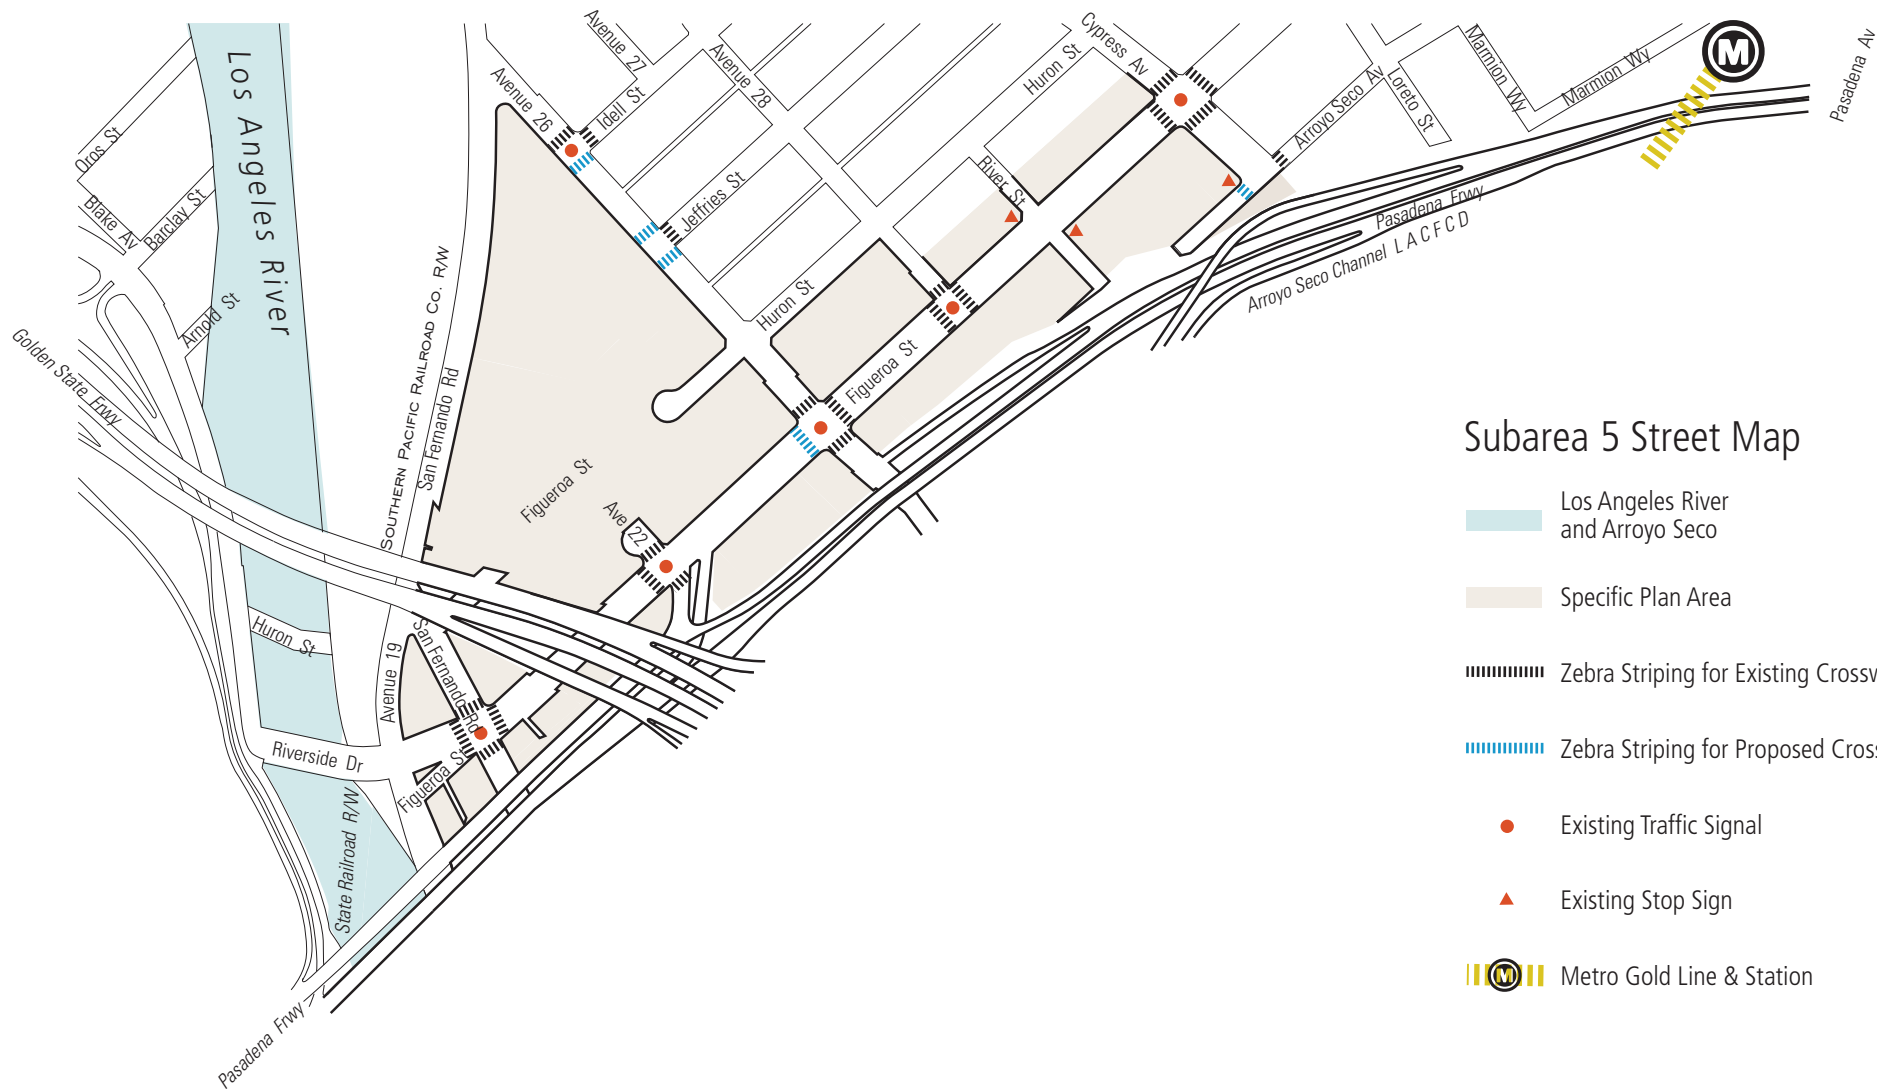 Avenue 27
Avenue 28
Avenue 26
Idell St
Huron St
Cypress Av
Arroyo Seco Av
Loreto St
Marmion Wy
Marmion Wy
M
Pasadena Av
Los Angeles River
Oros St
Blake Av
Barclay St
Arnold St
Jeffries St
River St
Huron St
Pasadena Frwy
Arroyo Seco Channel L A C F C D
Golden State Frwy
SOUTHERN PACIFIC RAILROAD CO. R/W
San Fernando Rd
Figueroa St
Figueroa St
Ave 22
Huron St
Avenue 19
San Fernando Rd
Riverside Dr
Figueroa St
State Railroad R/W
Pasadena Frwy
Subarea 5 Street Map
Los Angeles River
and Arroyo Seco
Specific Plan Area
Zebra Striping for Existing Crossw
Zebra Striping for Proposed Cros
Existing Traffic Signal
Existing Stop Sign
M
Metro Gold Line & Station